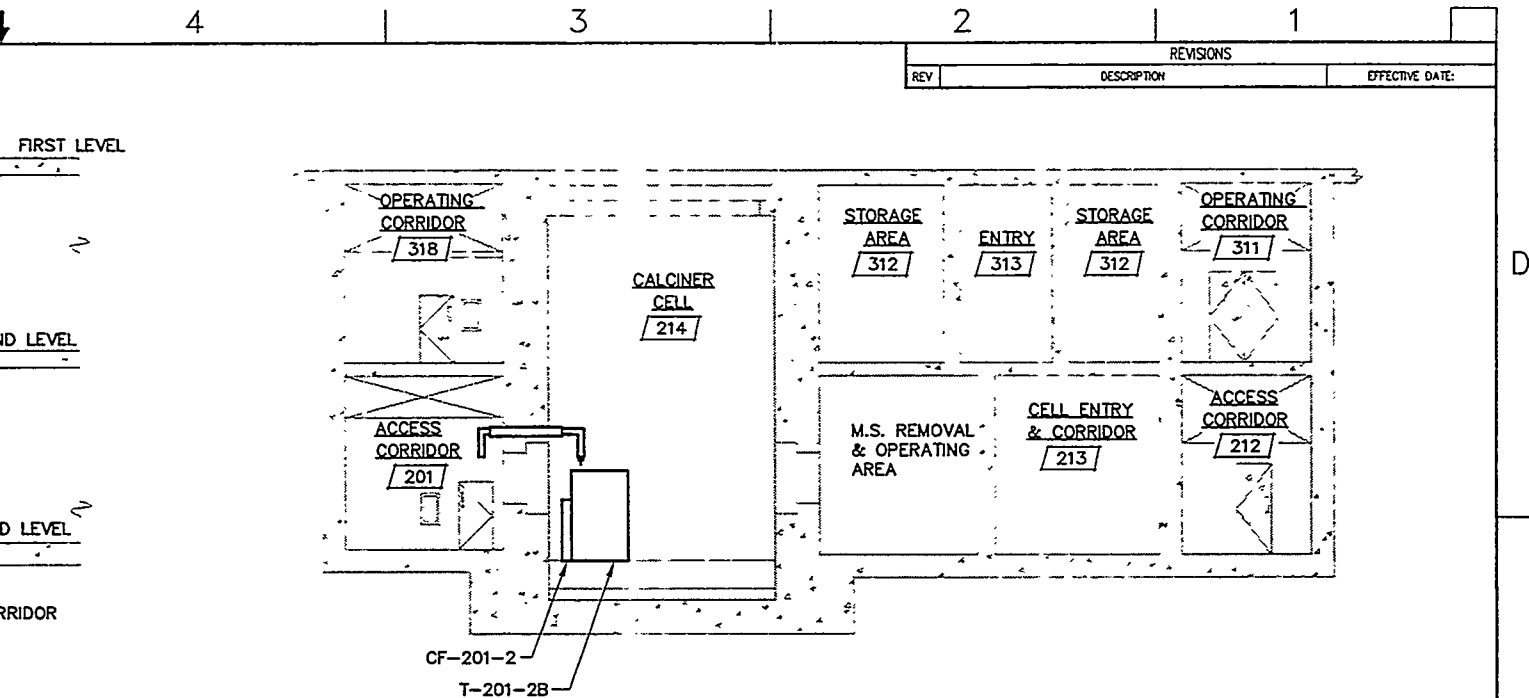 4 3 2 1
REVISIONS
REV DESCRIPTION EFFECTIVE DATE:
FIRST LEVEL
ND LEVEL
D LEVEL
RRIDOR
OPERATING
CORRIDOR
318
CALCINER
CELL
214
STORAGE
AREA
312
ENTRY
313
STORAGE
AREA
312
OPERATING
CORRIDOR
311
D
ACCESS
CORRIDOR
201
M.S. REMOVAL
& OPERATING
AREA
CELL ENTRY
& CORRIDOR
213
ACCESS
CORRIDOR
212
CF-201-2
T-201-2B